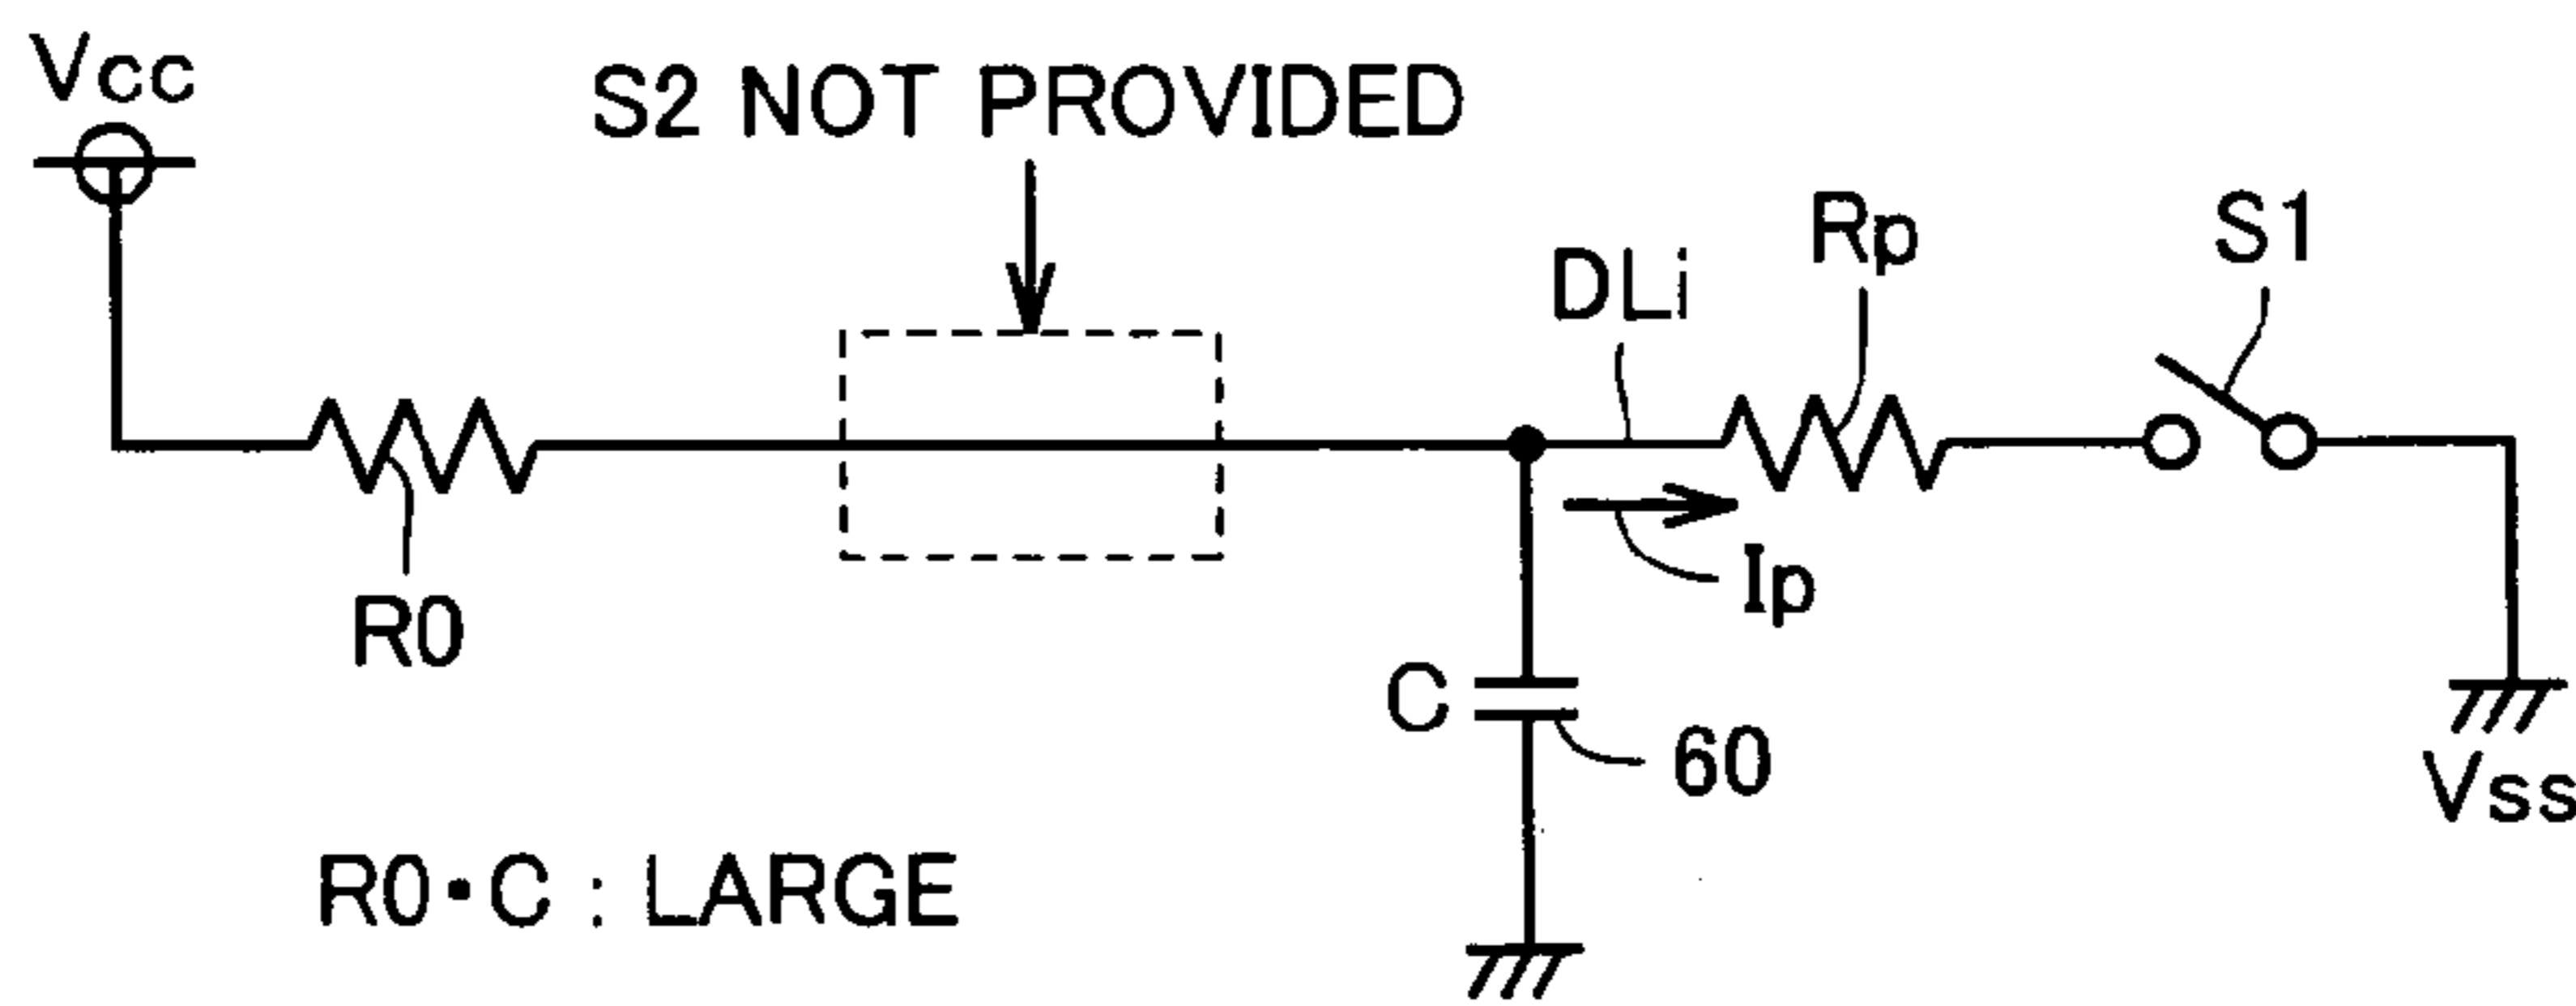 Vcc
S2 NOT PROVIDED
Rp
S1
DLi
Ip
R0
C
60
Vss
R0·C : LARGE